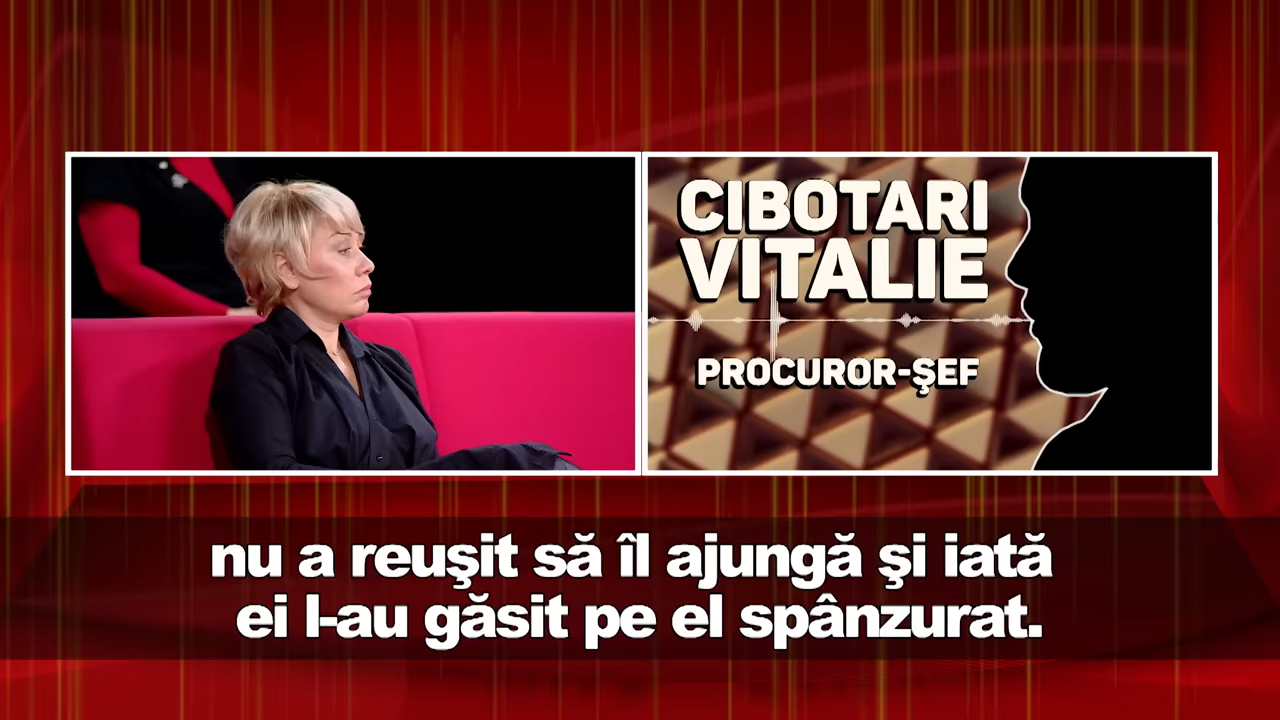 CIBOTARI
VITALIE
PROCUROR-ŞEF
nu a reuşit să îl ajungă şi iată
ei l-au găsit pe el spânzurat.